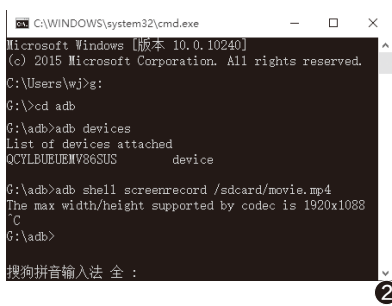 C:\WINDOWS\system32\cmd.exe
Microsoft Windows [版本 10.0.10240]
(c) 2015 Microsoft Corporation. All rights reserved.
C:\Users\wj>g:
G:\>cd adb
G:\adb>adb devices
List of devices attached
QCYLBUEUEMV86SUS device
G:\adb>adb shell screenrecord /sdcard/movie.mp4
The max width/height supported by codec is 1920x1088
^C
G:\adb>
搜狗拼音输入法 全 :
2